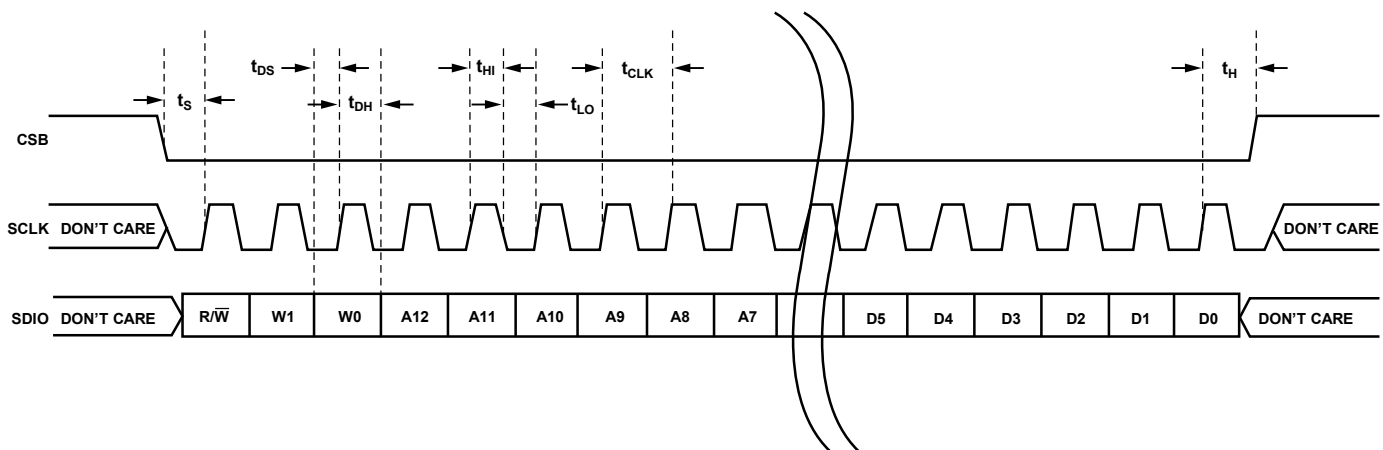 tDS tHI tCLK tH
tS tDH tLO
CSB
SCLK DON'T CARE DON'T CARE
SDIO DON'T CARE R/W̅ W1 W0 A12 A11 A10 A9 A8 A7 D5 D4 D3 D2 D1 D0 DON'T CARE